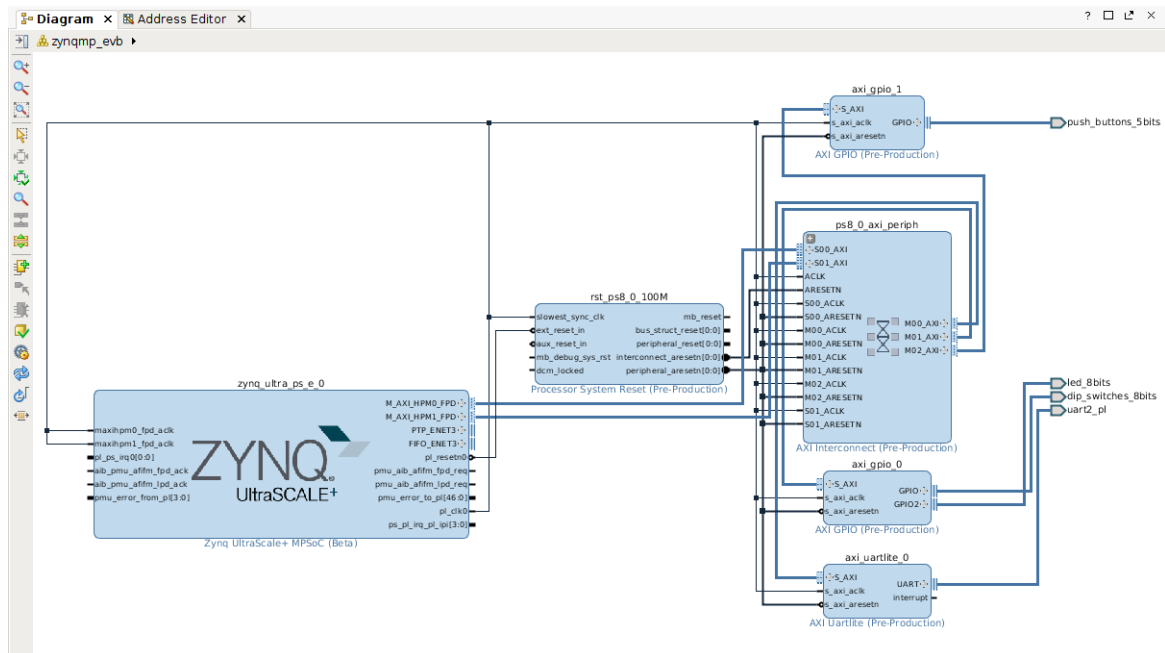 Diagram
Address Editor
zynqmp_evb
axi_gpio_1
S_AXI
s_axi_aclk
s_axi_aresetn
GPIO
AXI GPIO (Pre-Production)
push_buttons_5bits
ps8_0_axi_periph
S00_AXI
S01_AXI
ACLK
ARESETN
S00_ACLK
S00_ARESETN
M00_ACLK
M00_ARESETN
M01_ACLK
M01_ARESETN
M02_ACLK
M02_ARESETN
S01_ACLK
S01_ARESETN
M00_AXI
M01_AXI
M02_AXI
AXI Interconnect (Pre-Production)
rst_ps8_0_100M
slowest_sync_clk
ext_reset_in
aux_reset_in
mb_debug_sys_rst
dcm_locked
mb_reset
bus_struct_reset[0:0]
peripheral_reset[0:0]
interconnect_aresetn[0:0]
peripheral_aresetn[0:0]
Processor System Reset (Pre-Production)
zynq_ultra_ps_e_0
maxihpm0_fpd_aclk
maxihpm1_fpd_aclk
pl_ps_irq0[0:0]
aib_pmu_afifm_fpd_ack
aib_pmu_afifm_lpd_ack
pmu_error_from_pl[3:0]
ZYNQ
UltraSCALE+
M_AXI_HPM0_FPD
M_AXI_HPM1_FPD
PTP_ENET3
FIFO_ENET3
pl_resetn0
pmu_aib_afifm_fpd_req
pmu_aib_afifm_lpd_req
pmu_error_to_pl[46:0]
pl_clk0
ps_pl_irq_pl_ipi[3:0]
Zynq UltraScale+ MPSoC (Beta)
led_8bits
dip_switches_8bits
uart2_pl
axi_gpio_0
S_AXI
s_axi_aclk
s_axi_aresetn
GPIO
GPIO2
AXI GPIO (Pre-Production)
axi_uartlite_0
S_AXI
s_axi_aclk
s_axi_aresetn
UART
interrupt
AXI Uartlite (Pre-Production)